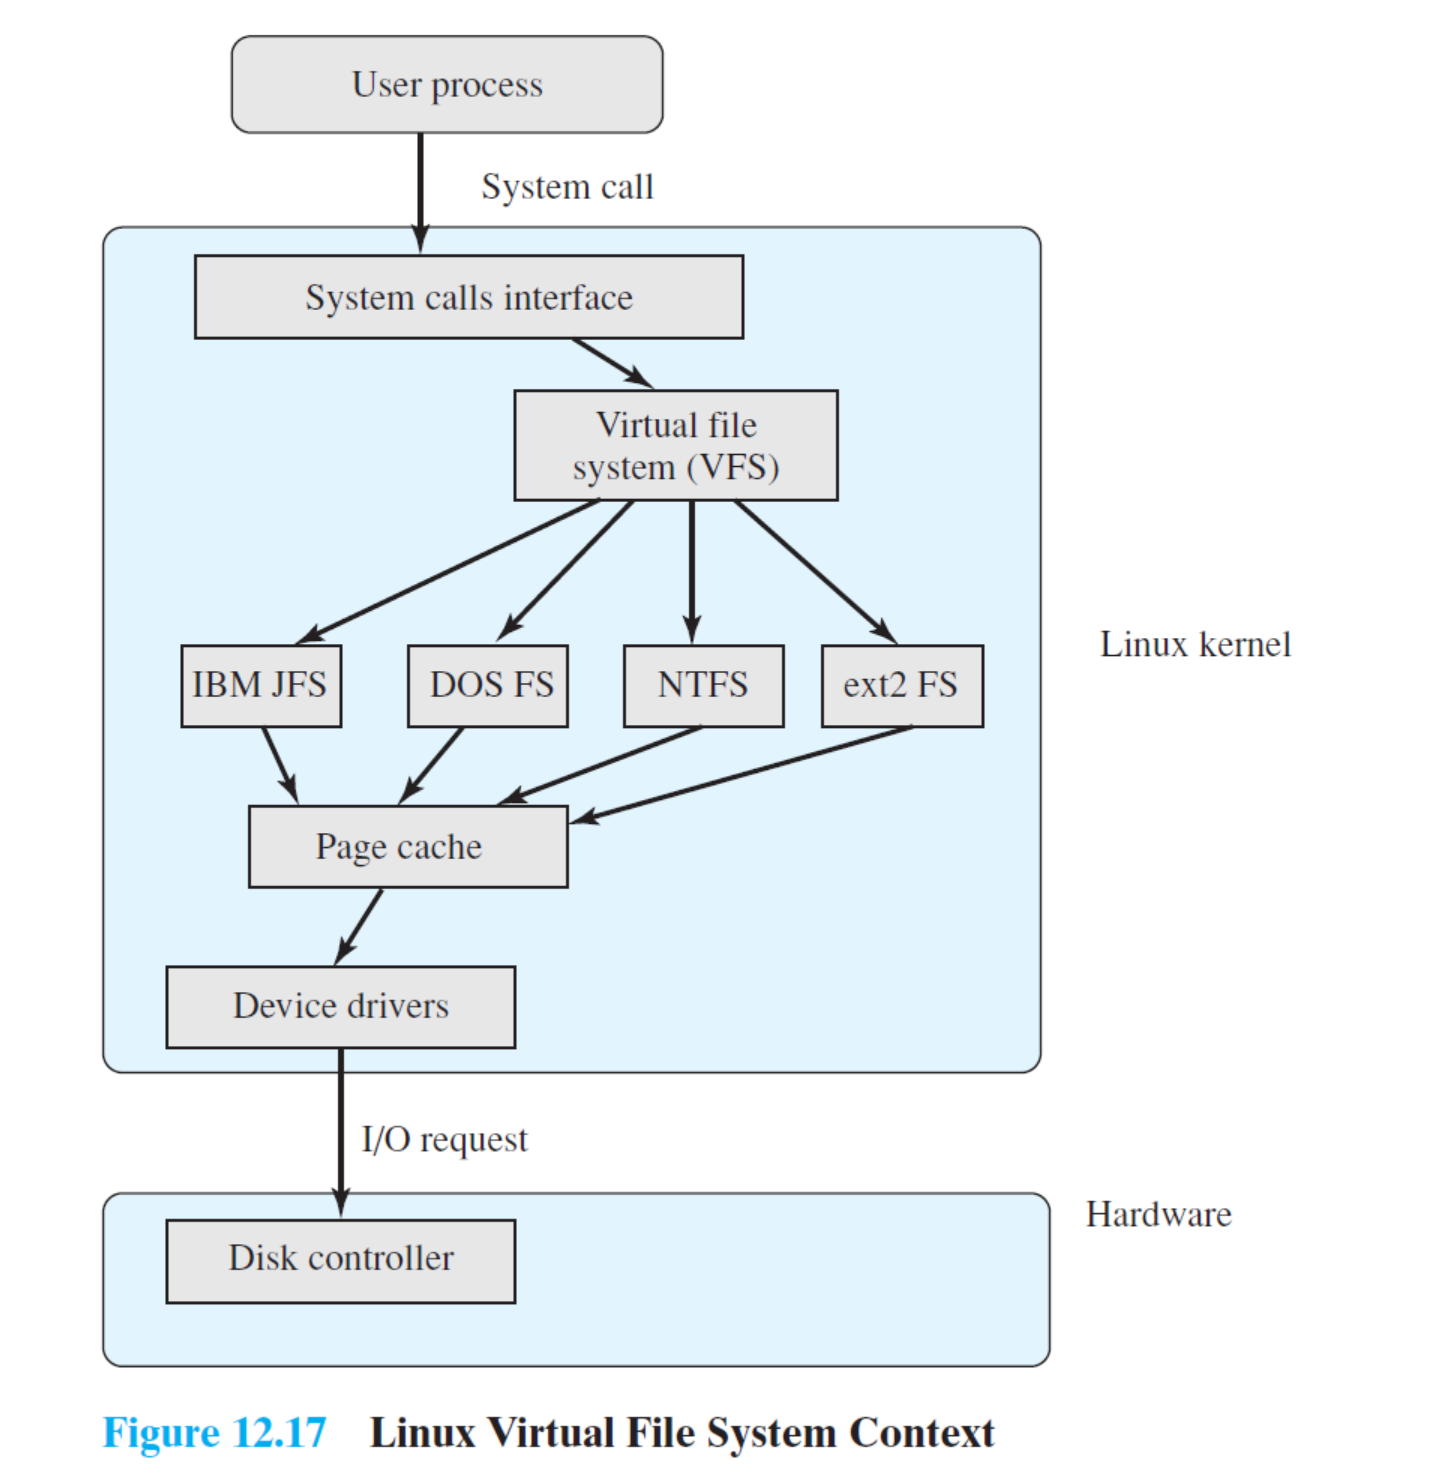 User process
System call
System calls interface
Virtual file
system (VFS)
IBM JFS
DOS FS
NTFS
ext2 FS
Linux kernel
Page cache
Device drivers
I/O request
Hardware
Disk controller
Figure 12.17 Linux Virtual File System Context